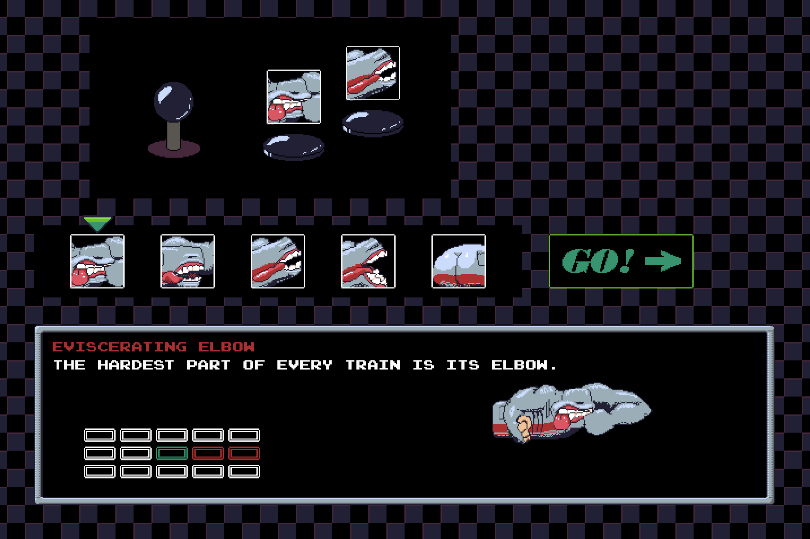 GO!
EVISCERATING ELBOW
THE HARDEST PART OF EVERY TRAIN IS ITS ELBOW.